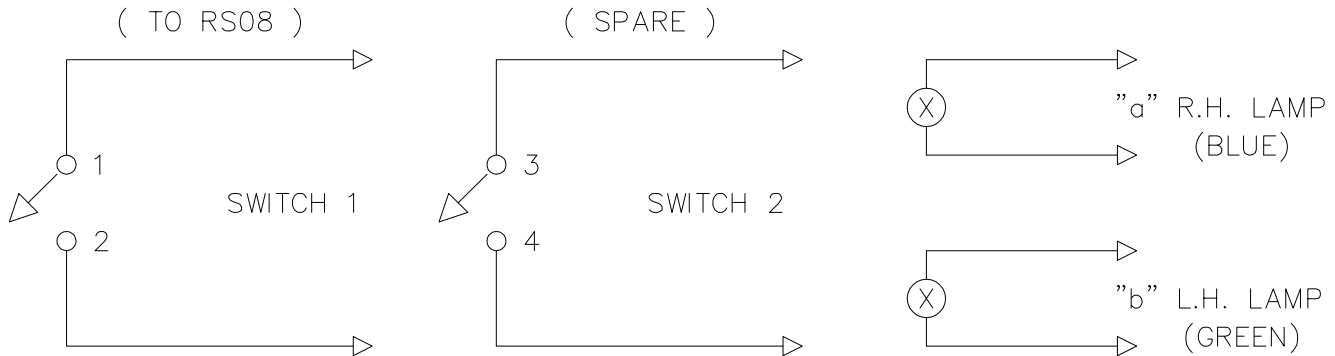 ( TO RS08 )
1
2
SWITCH 1
( SPARE )
3
4
SWITCH 2
X
"a" R.H. LAMP
(BLUE)
X
"b" L.H. LAMP
(GREEN)